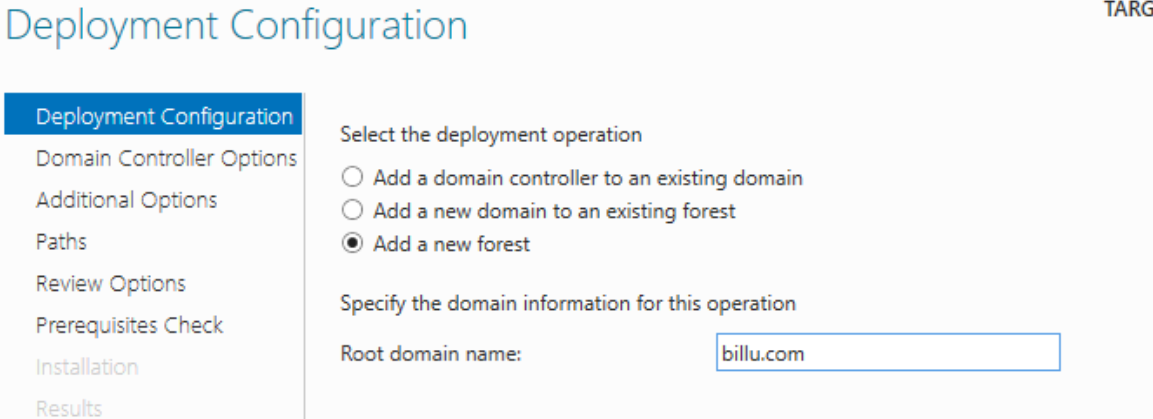 Deployment Configuration
Deployment Configuration
Domain Controller Options
Additional Options
Paths
Review Options
Prerequisites Check
Installation
Results
Select the deployment operation
Add a domain controller to an existing domain
Add a new domain to an existing forest
Add a new forest
Specify the domain information for this operation
Root domain name:
billu.com